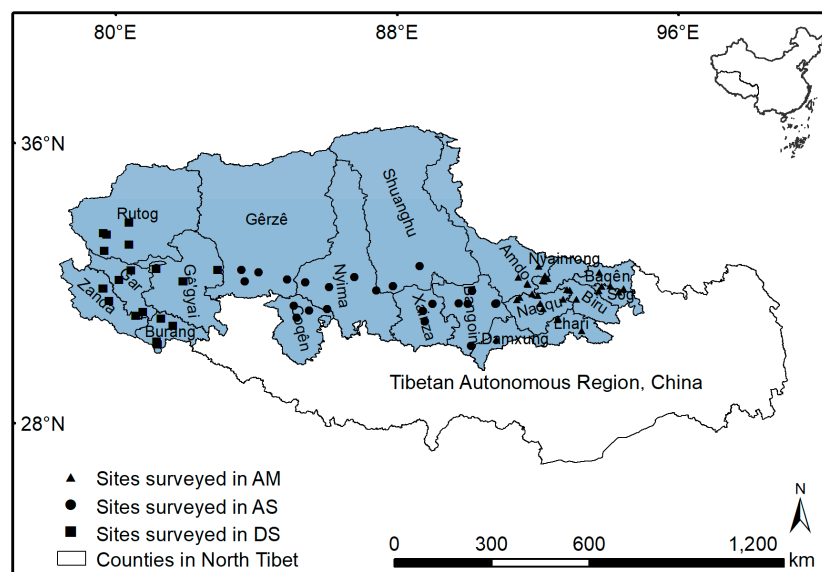 80°E 88°E 96°E
36°N
Shuanghu
Rutog
Gêrzê
Amdo
Nyainrong
Baqên
Gar
Gêgyai
Nyima
Zanda
Sog
Xainza
Nagqu
Biru
Coqên
Lhari
Burang
Damxung
Tibetan Autonomous Region, China
28°N
Sites surveyed in AM
N
Sites surveyed in AS
Sites surveyed in DS
0 300 600 1,200
Counties in North Tibet
km